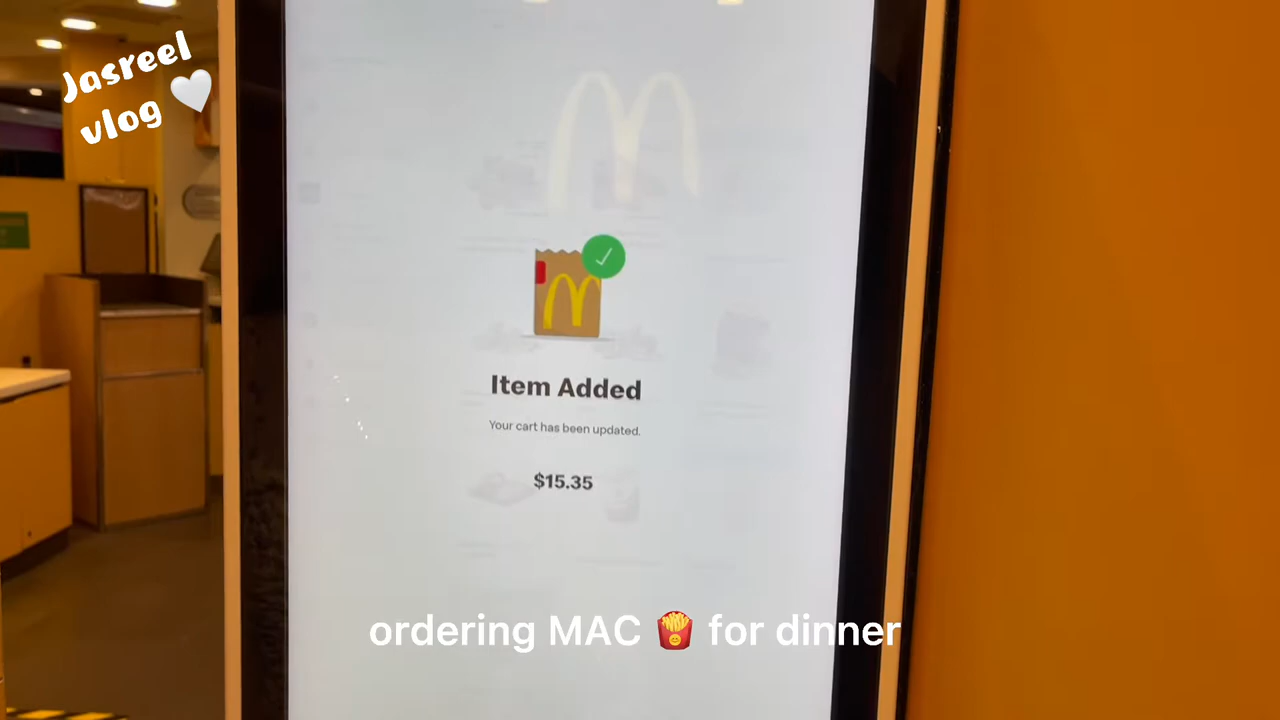 Jasreel
vlog 🤍
Item Added
Your cart has been updated.
$15.35
ordering MAC 🍟 for dinner